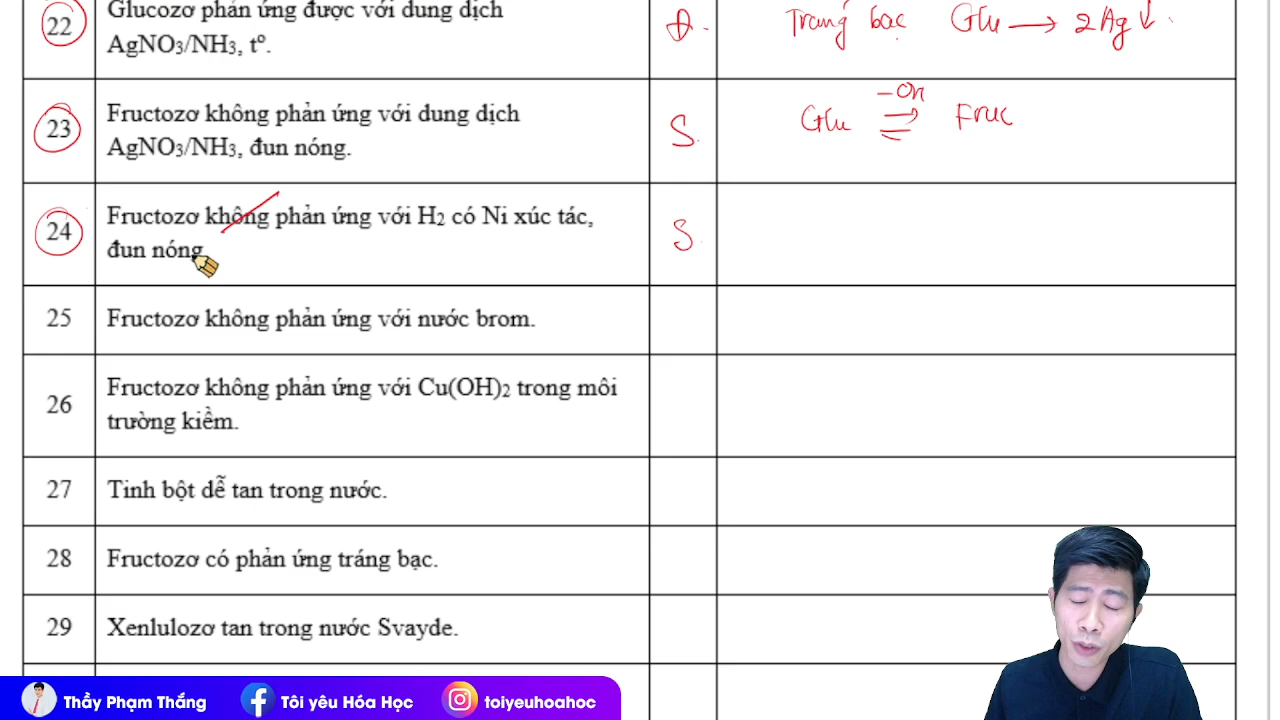 22
Glucozơ phản ứng được với dung dịch
AgNO3/NH3, tº.
Đ.
Tráng bạc Glu → 2Ag↓.
23
Fructozơ không phản ứng với dung dịch
AgNO3/NH3, đun nóng.
S.
-OH
Glu ⇌ Fruc
24
Fructozơ không phản ứng với H2 có Ni xúc tác,
đun nóng
S.
25
Fructozơ không phản ứng với nước brom.
26
Fructozơ không phản ứng với Cu(OH)2 trong môi
trường kiềm.
27
Tinh bột dễ tan trong nước.
28
Fructozơ có phản ứng tráng bạc.
29
Xenlulozơ tan trong nước Svayde.
Thầy Phạm Thắng
Tôi yêu Hóa Học
toiyeuhoahoc